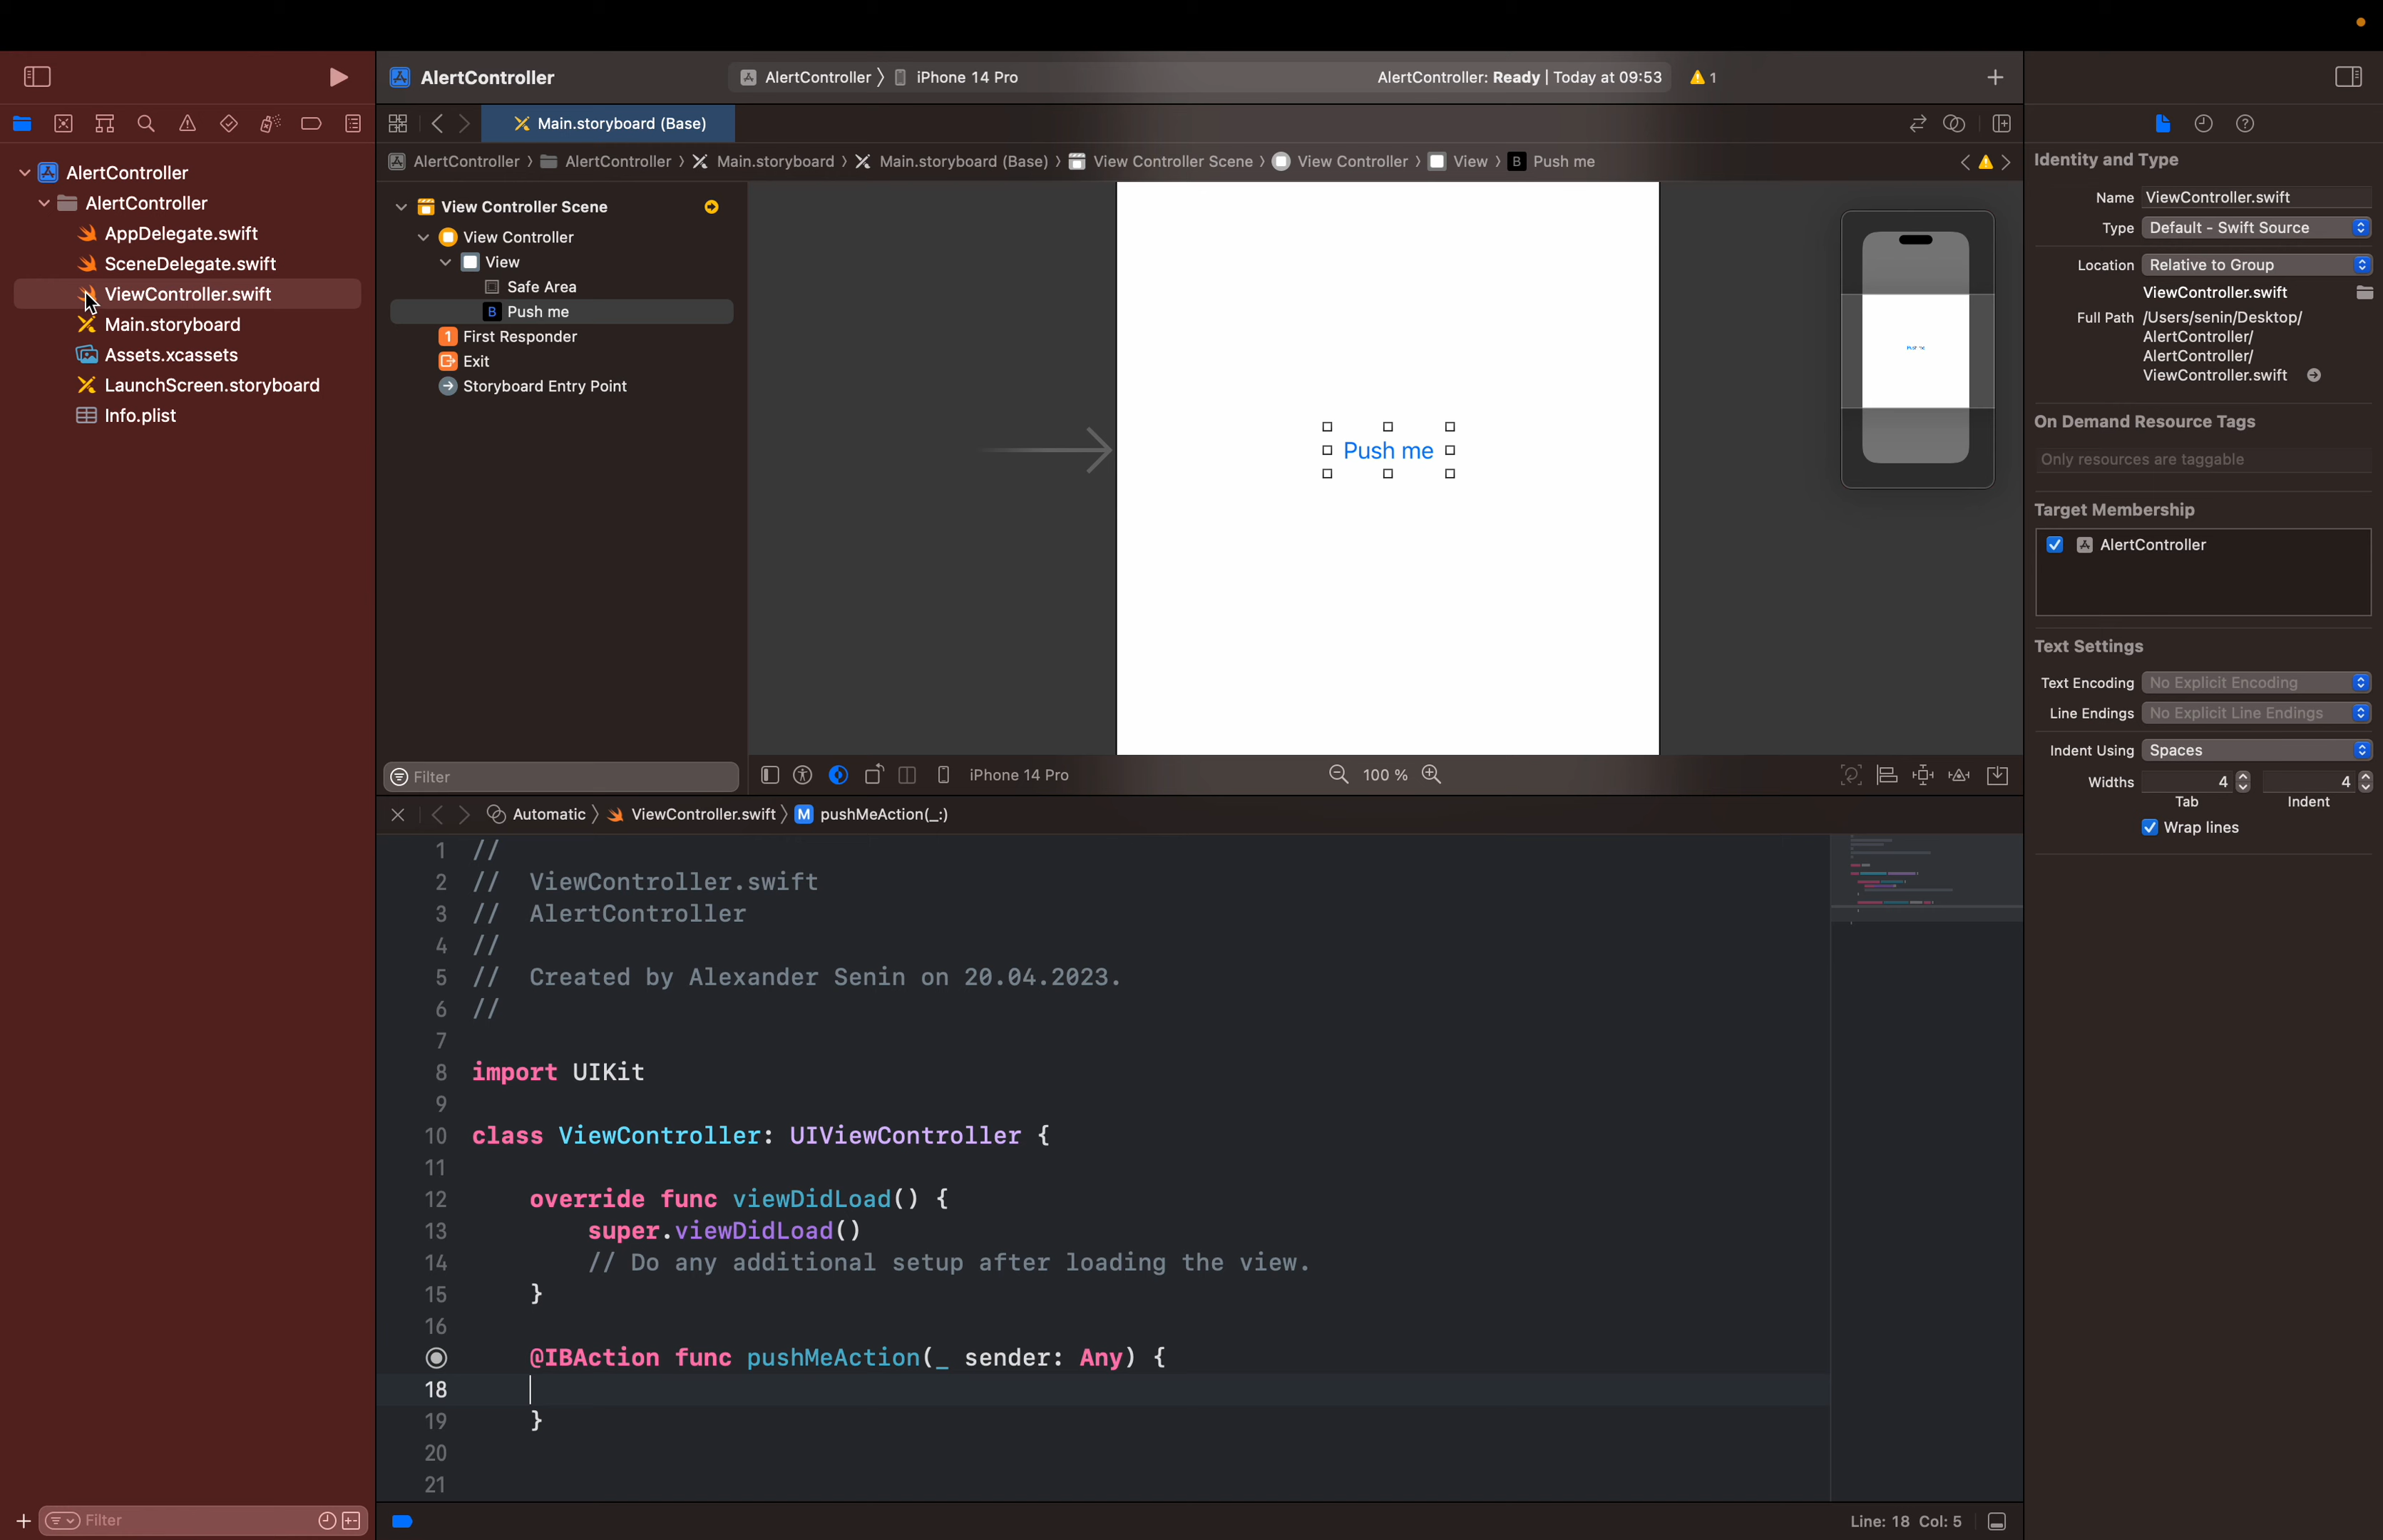 AlertController
AlertController
iPhone 14 Pro
AlertController: Ready | Today at 09:53
1
Main.storyboard (Base)
AlertController
AlertController
Main.storyboard
Main.storyboard (Base)
View Controller Scene
View Controller
View
B Push me
AlertController
AlertController
AppDelegate.swift
SceneDelegate.swift
ViewController.swift
Main.storyboard
Assets.xcassets
LaunchScreen.storyboard
Info.plist
Filter
View Controller Scene
View Controller
View
Safe Area
B Push me
1 First Responder
Exit
Storyboard Entry Point
Filter
Push me
Push me
iPhone 14 Pro
100 %
Automatic
ViewController.swift
M pushMeAction(_:)
1 //
2 //  ViewController.swift
3 //  AlertController
4 //
5 //  Created by Alexander Senin on 20.04.2023.
6 //
7
8 import UIKit
9
10 class ViewController: UIViewController {
11
12     override func viewDidLoad() {
13         super.viewDidLoad()
14         // Do any additional setup after loading the view.
15     }
16
@IBAction func pushMeAction(_ sender: Any) {
18
19     }
20
21
Line: 18 Col: 5
Identity and Type
Name ViewController.swift
Type Default - Swift Source
Location Relative to Group
ViewController.swift
Full Path /Users/senin/Desktop/
AlertController/
AlertController/
ViewController.swift
On Demand Resource Tags
Only resources are taggable
Target Membership
AlertController
Text Settings
Text Encoding No Explicit Encoding
Line Endings No Explicit Line Endings
Indent Using Spaces
Widths 4 4
Tab Indent
Wrap lines